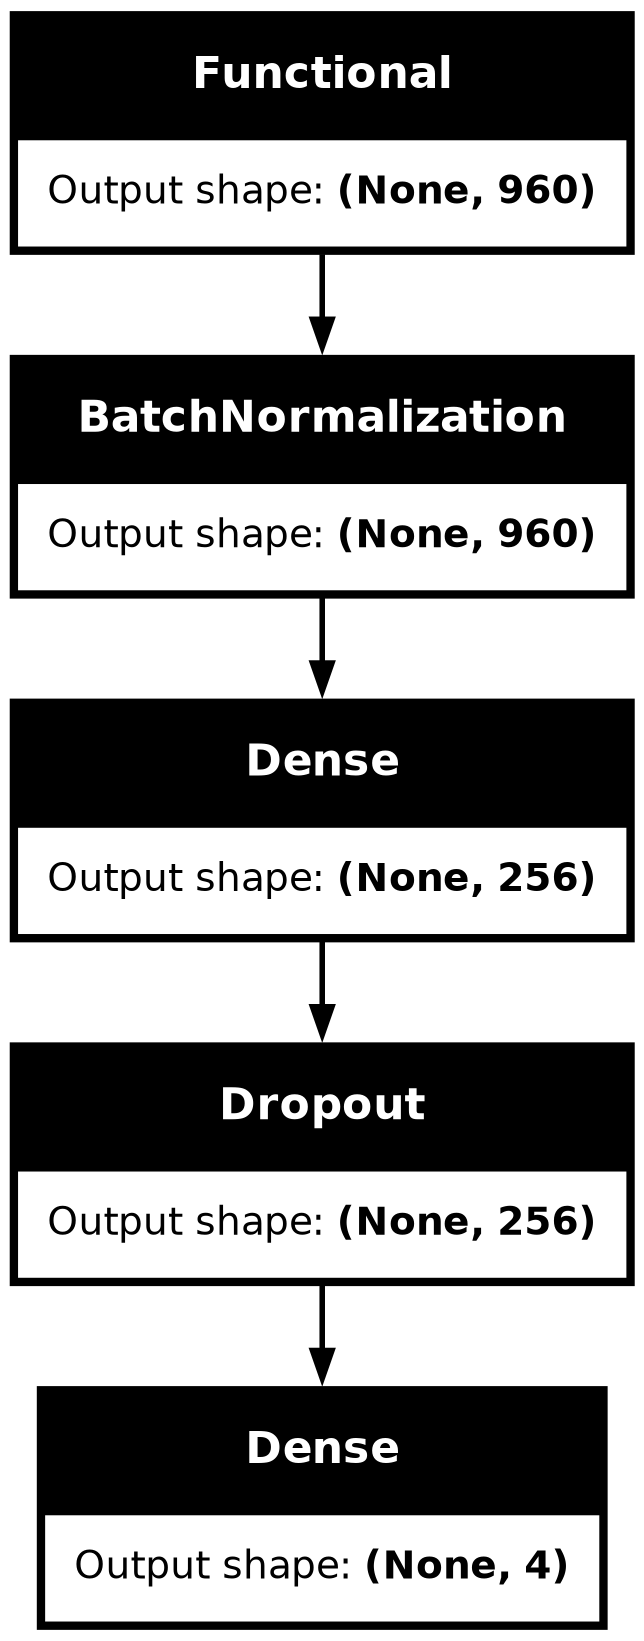 Functional
Output shape: (None, 960)
BatchNormalization
Output shape: (None, 960)
Dense
Output shape: (None, 256)
Dropout
Output shape: (None, 256)
Dense
Output shape: (None, 4)